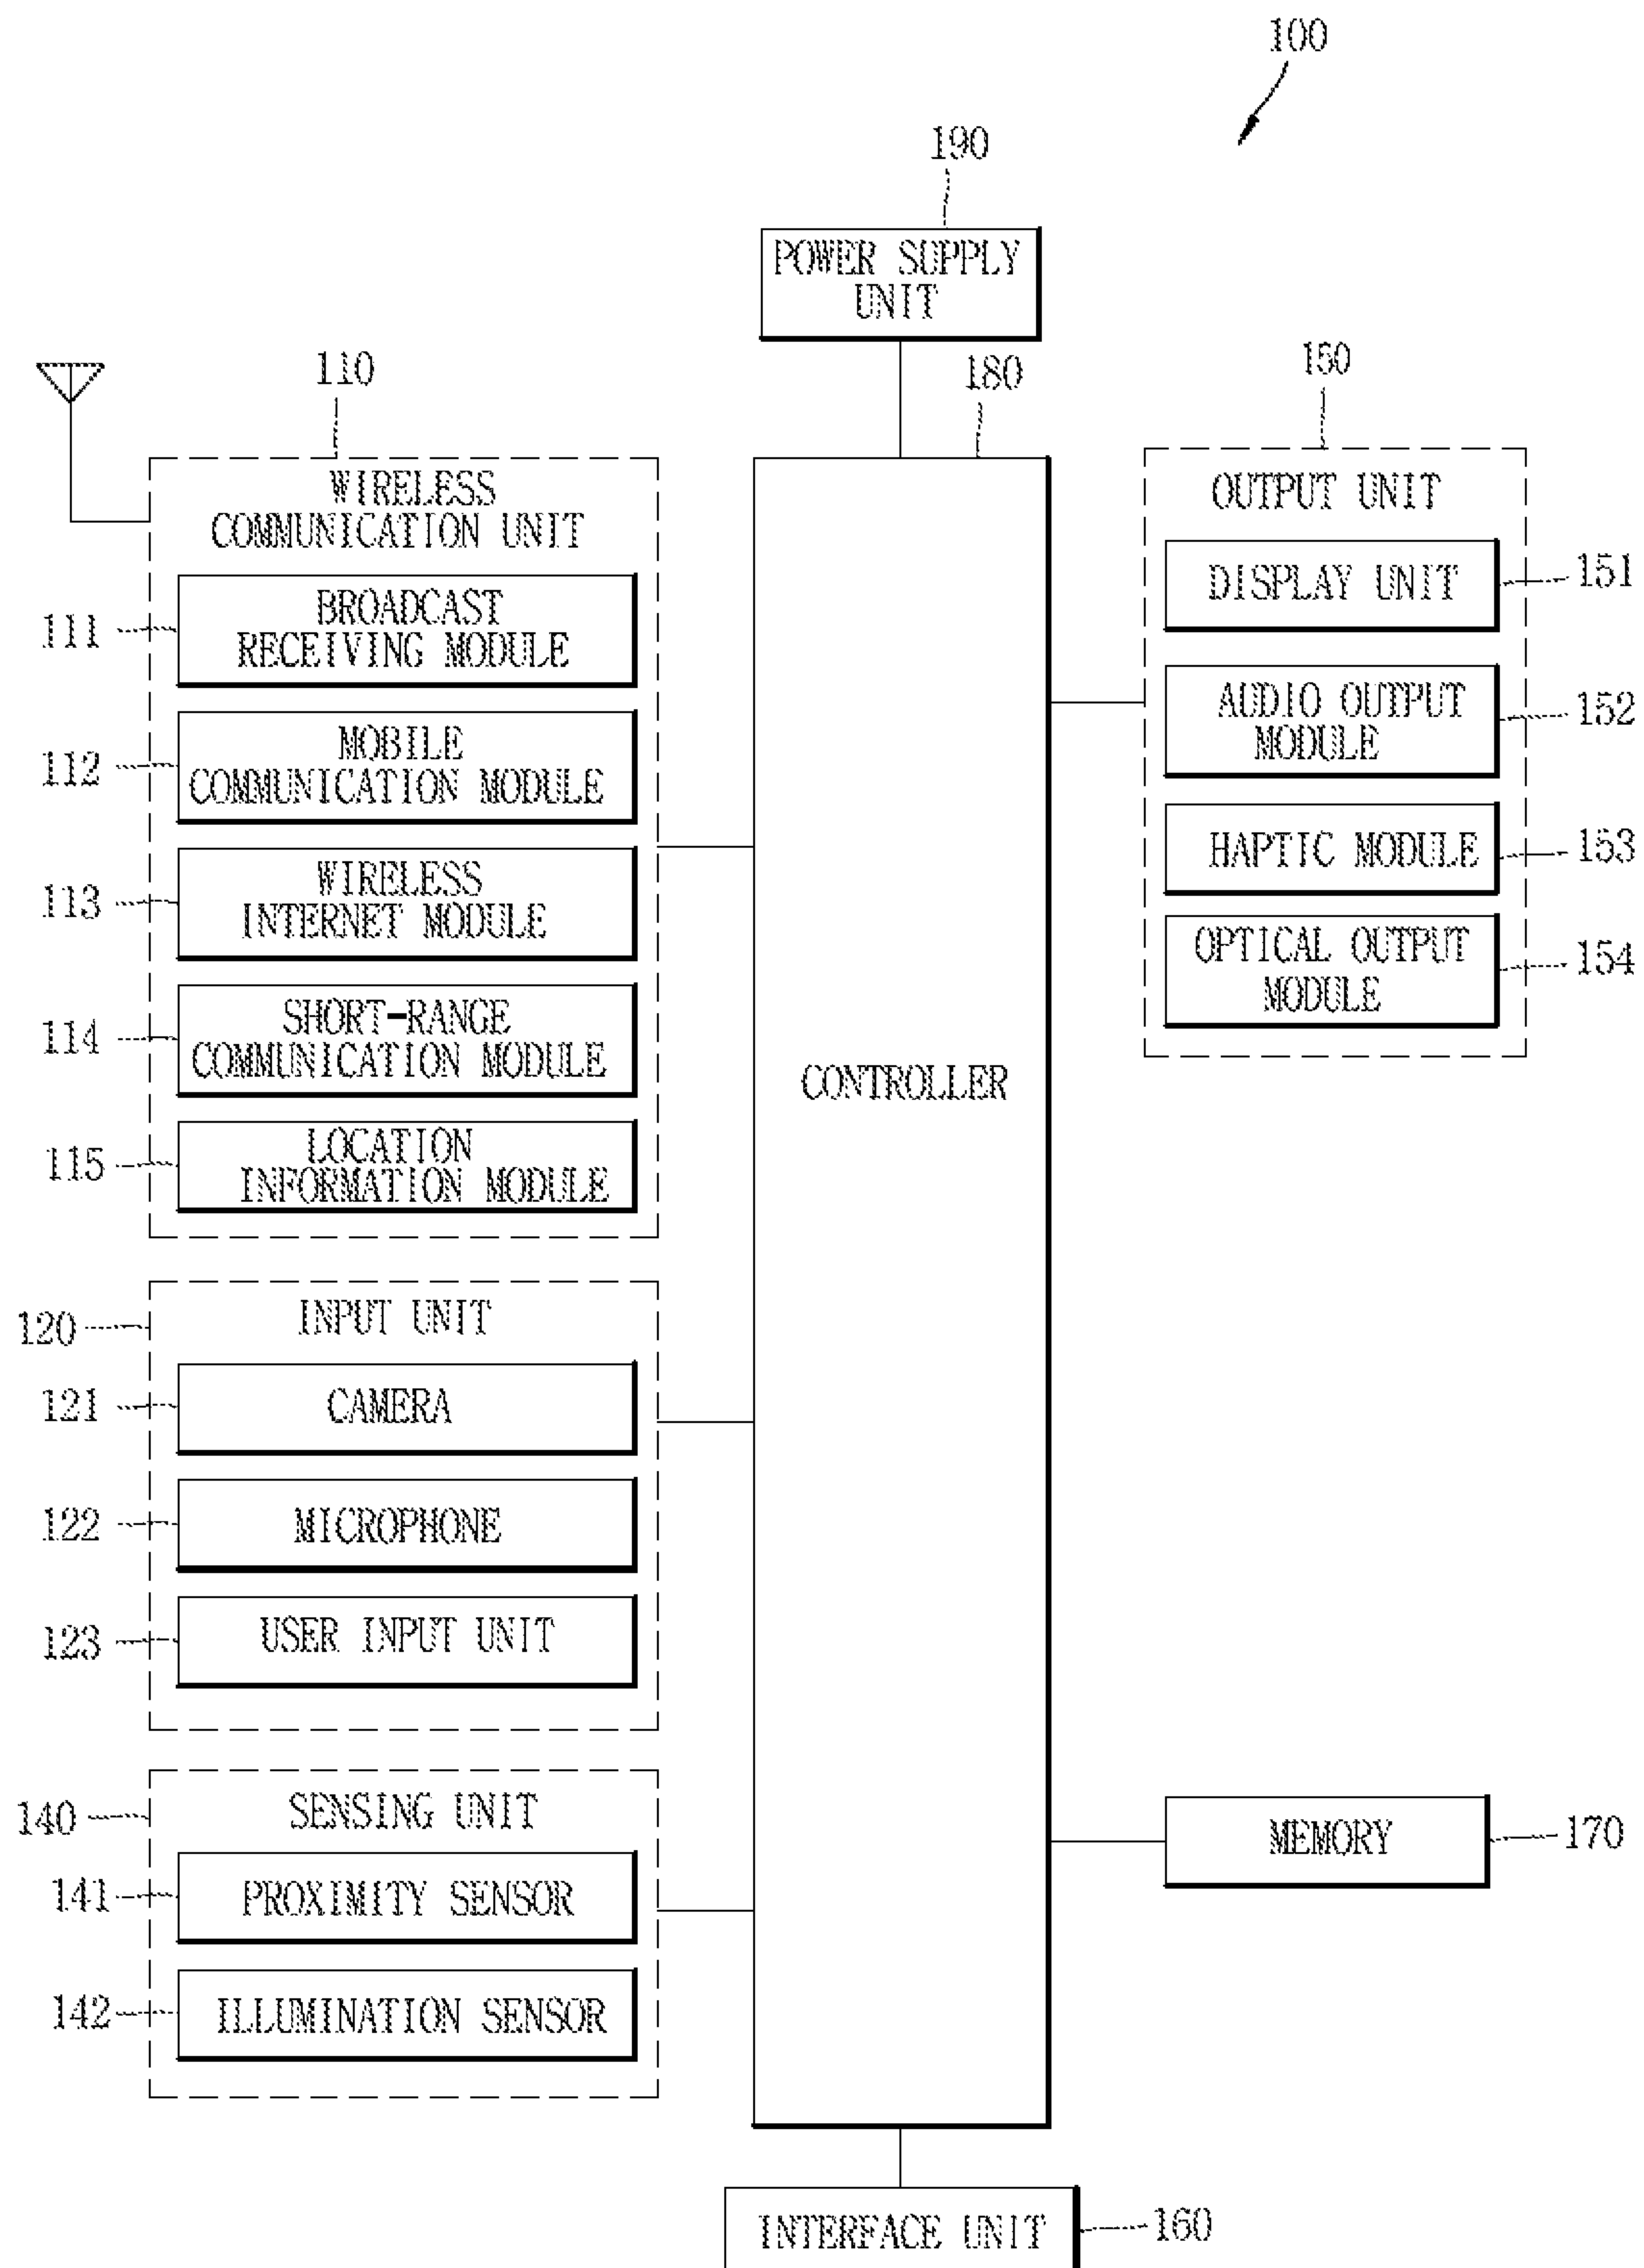 100
190
POWER SUPPLY
UNIT
110
180
150
WIRELESS
COMMUNICATION UNIT
111
BROADCAST
RECEIVING MODULE
112
MOBILE
COMMUNICATION MODULE
113
WIRELESS
INTERNET MODULE
114
SHORT-RANGE
COMMUNICATION MODULE
115
LOCATION
INFORMATION MODULE
120
INPUT UNIT
121
CAMERA
122
MICROPHONE
123
USER INPUT UNIT
140
SENSING UNIT
141
PROXIMITY SENSOR
142
ILLUMINATION SENSOR
CONTROLLER
OUTPUT UNIT
DISPLAY UNIT
151
AUDIO OUTPUT
MODULE
152
HAPTIC MODULE
153
OPTICAL OUTPUT
MODULE
154
MEMORY
170
INTERFACE UNIT
160